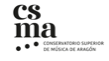 csma
CONSERVATORIO SUPERIOR
DE MÚSICA DE ARAGÓN